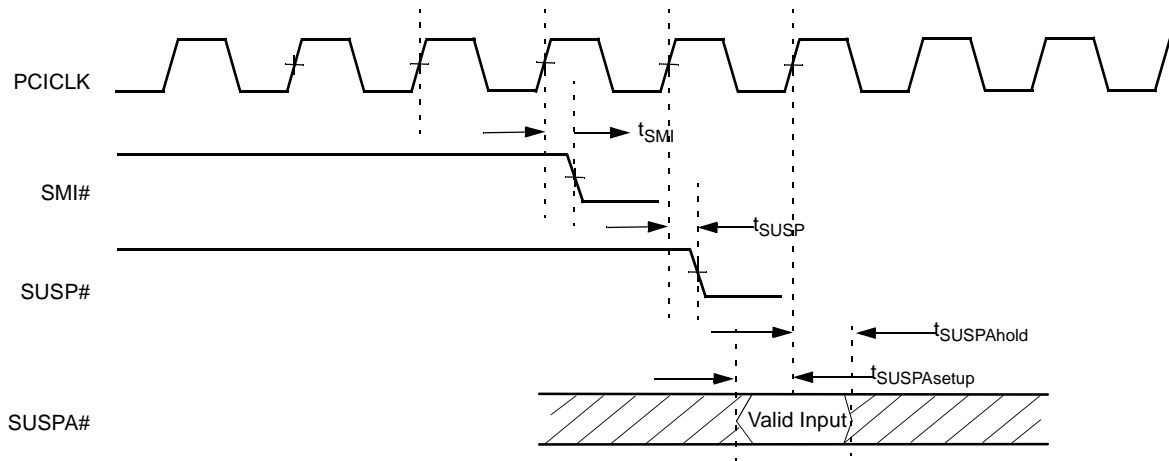 PCICLK
tSMI
SMI#
tSUSP
SUSP#
tSUSPAhold
tSUSPAsetup
SUSPA#
Valid Input